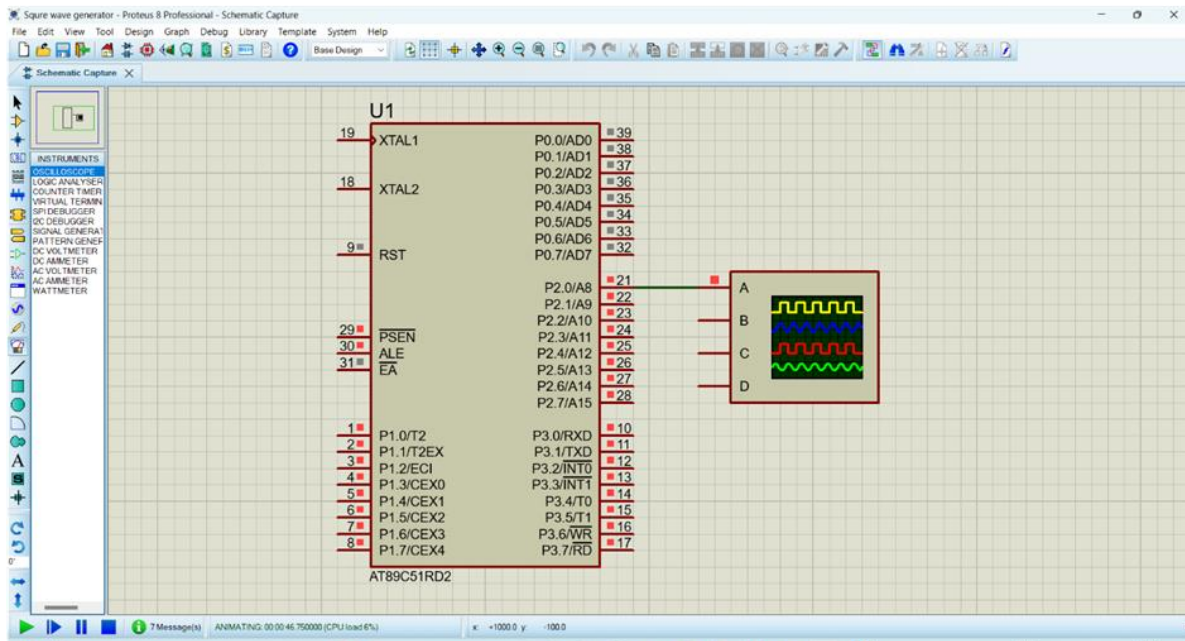 Squre wave generator - Proteus 8 Professional - Schematic Capture
File Edit View Tool Design Graph Debug Library Template System Help
Base Design
Schematic Capture
INSTRUMENTS
OSCILLOSCOPE
LOGIC ANALYSER
COUNTER TIMER
VIRTUAL TERMIN
SPI DEBUGGER
I2C DEBUGGER
SIGNAL GENERAT
PATTERN GENEF
DC VOLTMETER
DC AMMETER
AC VOLTMETER
AC AMMETER
WATTMETER
U1
19 XTAL1
18 XTAL2
9 RST
29 PSEN
30 ALE
31 EA
1 P1.0/T2
2 P1.1/T2EX
3 P1.2/ECI
4 P1.3/CEX0
5 P1.4/CEX1
6 P1.5/CEX2
7 P1.6/CEX3
8 P1.7/CEX4
P0.0/AD0 39
P0.1/AD1 38
P0.2/AD2 37
P0.3/AD3 36
P0.4/AD4 35
P0.5/AD5 34
P0.6/AD6 33
P0.7/AD7 32
P2.0/A8 21
P2.1/A9 22
P2.2/A10 23
P2.3/A11 24
P2.4/A12 25
P2.5/A13 26
P2.6/A14 27
P2.7/A15 28
P3.0/RXD 10
P3.1/TXD 11
P3.2/INT0 12
P3.3/INT1 13
P3.4/T0 14
P3.5/T1 15
P3.6/WR 16
P3.7/RD 17
AT89C51RD2
A
B
C
D
7 Message(s) ANIMATING: 00:00:46.750000 (CPU load 6%) x: +1000.0 y: -100.0